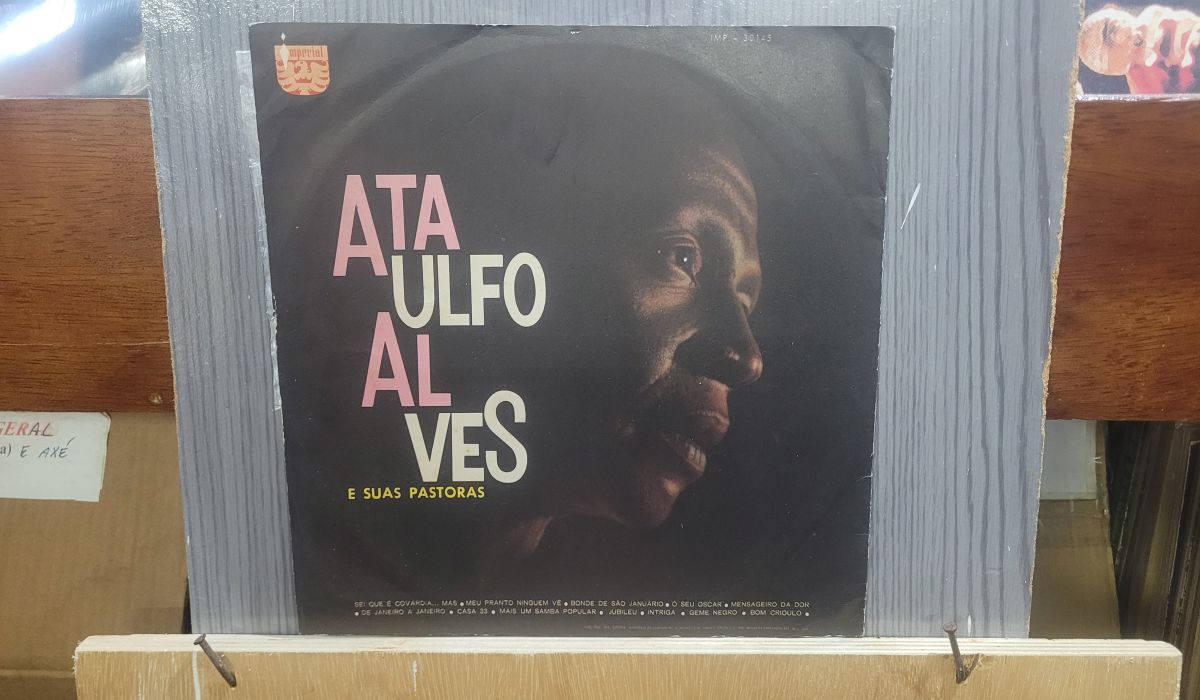 Imperial
IMP - 30145
ATA
ULFO
AL
VES
E SUAS PASTORAS
SEI QUE É COVARDIA... MAS • MEU PRANTO NINGUEM VÊ • BONDE DE SÃO JANUÁRIO • Ó SEU OSCAR • MENSAGEIRO DA DOR
• DE JANEIRO A JANEIRO • CASA 33 • MAIS UM SAMBA POPULAR • JUBILEU • INTRIGA • GEME NEGRO • BOM CRIOULO •
GERAL
a) E AXÉ